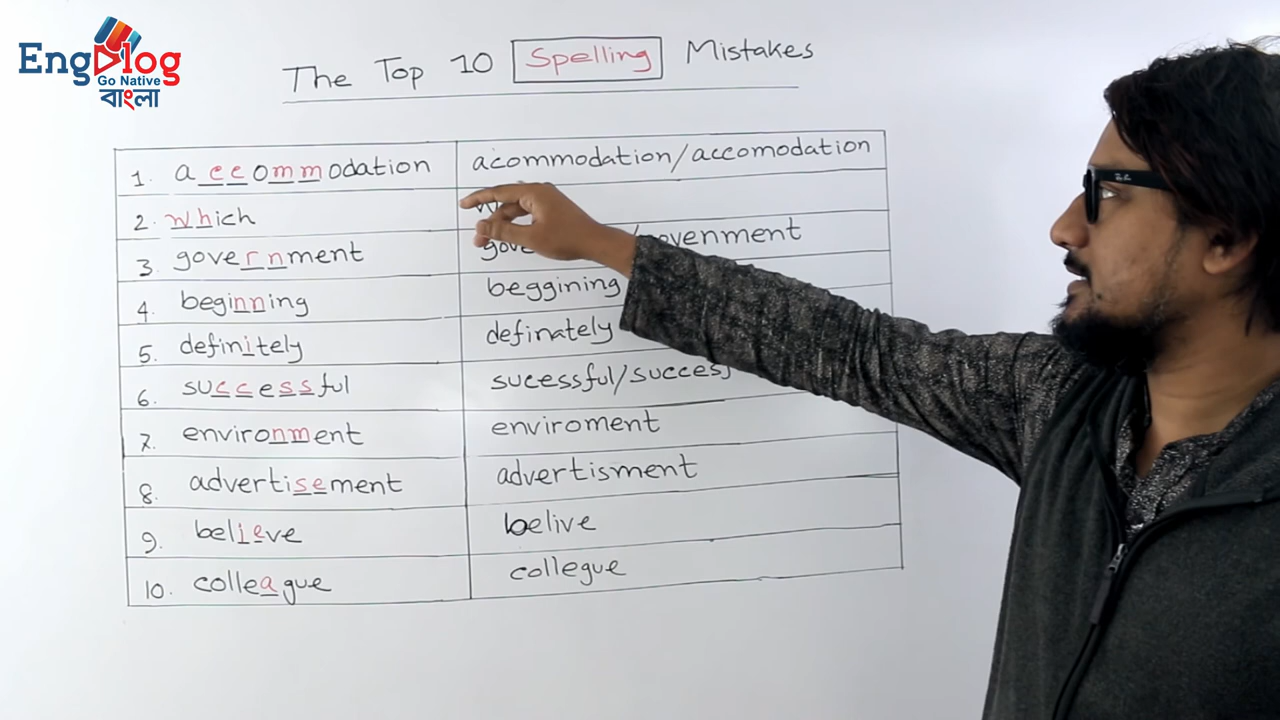 EngBlog
Go Native
বাংলা
The Top 10 Spelling Mistakes
1. accommodation acommodation/accomodation
2. which
3. government /govenment
4. beginning beggining
5. definitely definately
6. successful sucessful/succes
7. environment enviroment
8. advertisement advertisment
9. believe belive
10. colleague collegue